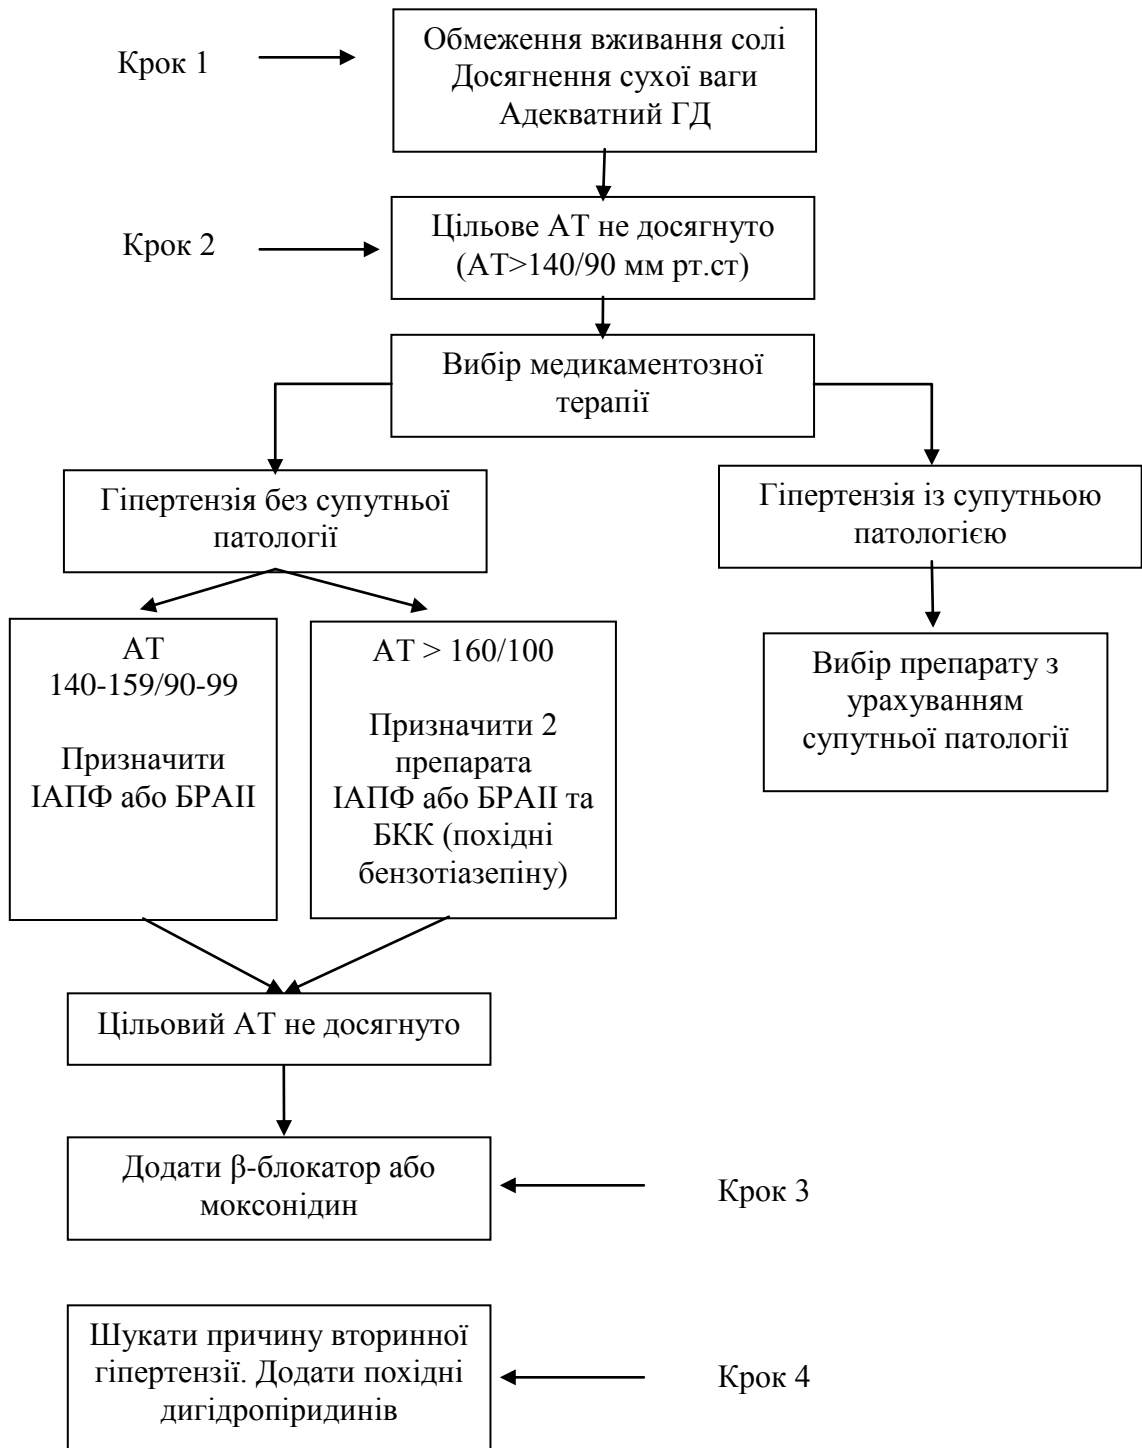 Крок 1
Обмеження вживання солі
Досягнення сухої ваги
Адекватний ГД
Крок 2
Цільове АТ не досягнуто
(АТ>140/90 мм рт.ст)
Вибір медикаментозної
терапії
Гіпертензія без супутньої
патології
Гіпертензія із супутньою
патологією
АТ
140-159/90-99
Призначити
ІАПФ або БРАІІ
АТ > 160/100
Призначити 2
препарата
ІАПФ або БРАІІ та
БКК (похідні
бензотіазепіну)
Вибір препарату з
урахуванням
супутньої патології
Цільовий АТ не досягнуто
Додати β-блокатор або
моксонідин
Крок 3
Шукати причину вторинної
гіпертензії. Додати похідні
дигідропіридинів
Крок 4